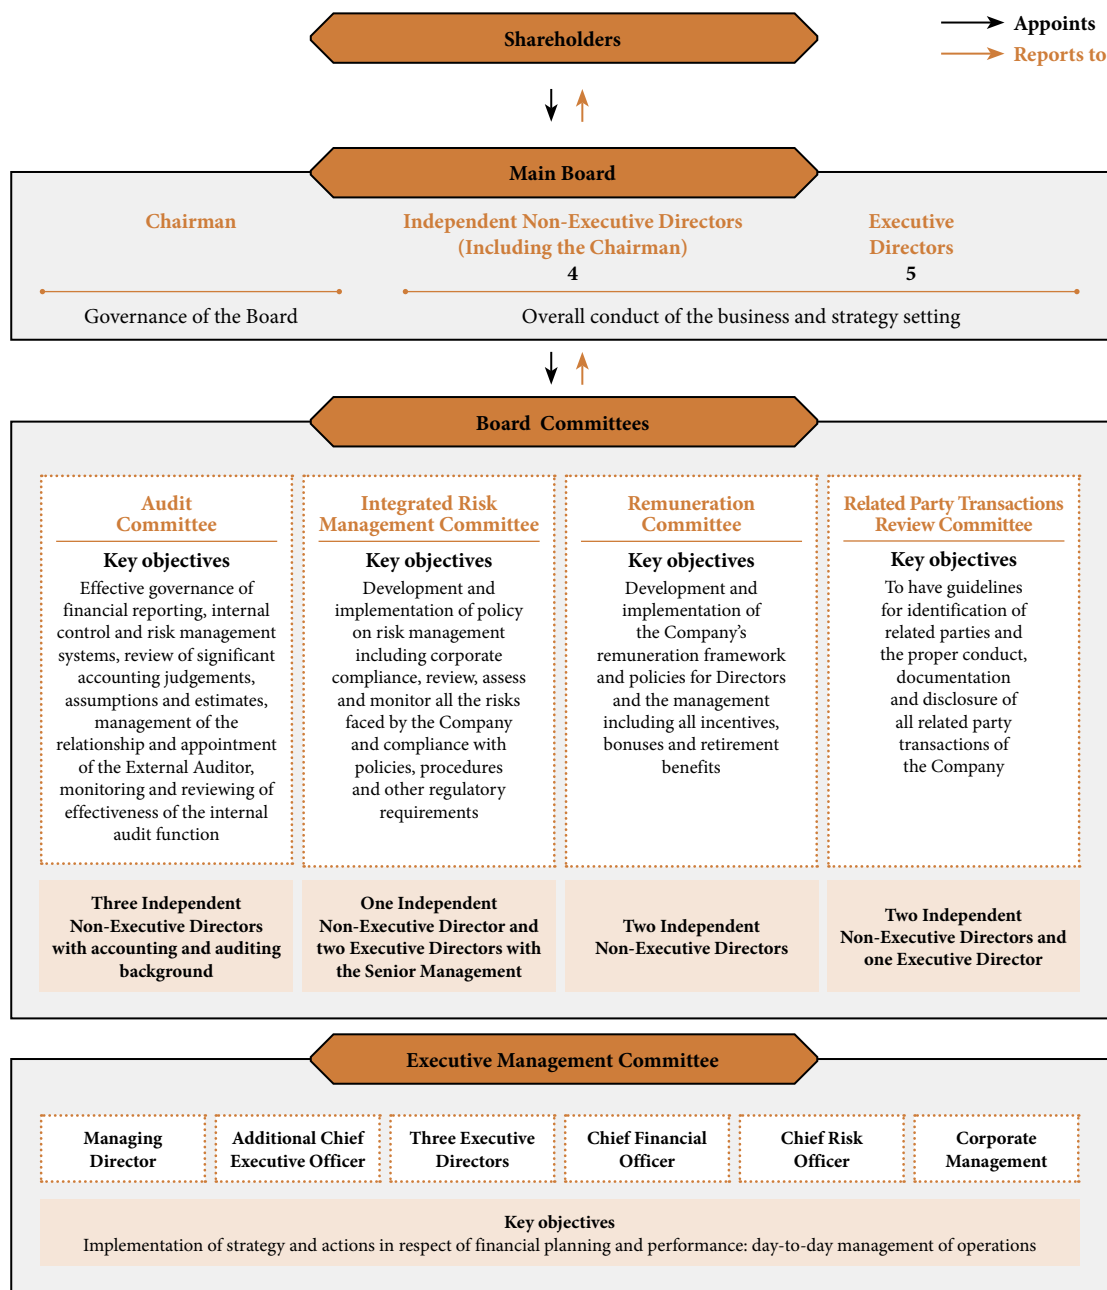 Shareholders
Appoints
Reports to
Main Board
Chairman
Independent Non-Executive Directors
(Including the Chairman)
4
Executive
Directors
5
Governance of the Board
Overall conduct of the business and strategy setting
Board Committees
Audit
Committee
Key objectives
Effective governance of
financial reporting, internal
control and risk management
systems, review of significant
accounting judgements,
assumptions and estimates,
management of the
relationship and appointment
of the External Auditor,
monitoring and reviewing of
effectiveness of the internal
audit function
Three Independent
Non-Executive Directors
with accounting and auditing
background
Integrated Risk
Management Committee
Key objectives
Development and
implementation of policy
on risk management
including corporate
compliance, review, assess
and monitor all the risks
faced by the Company
and compliance with
policies, procedures
and other regulatory
requirements
One Independent
Non-Executive Director and
two Executive Directors with
the Senior Management
Remuneration
Committee
Key objectives
Development and
implementation of
the Company’s
remuneration framework
and policies for Directors
and the management
including all incentives,
bonuses and retirement
benefits
Two Independent
Non-Executive Directors
Related Party Transactions
Review Committee
Key objectives
To have guidelines
for identification of
related parties and
the proper conduct,
documentation
and disclosure of
all related party
transactions of
the Company
Two Independent
Non-Executive Directors and
one Executive Director
Executive Management Committee
Managing
Director
Additional Chief
Executive Officer
Three Executive
Directors
Chief Financial
Officer
Chief Risk
Officer
Corporate
Management
Key objectives
Implementation of strategy and actions in respect of financial planning and performance: day-to-day management of operations